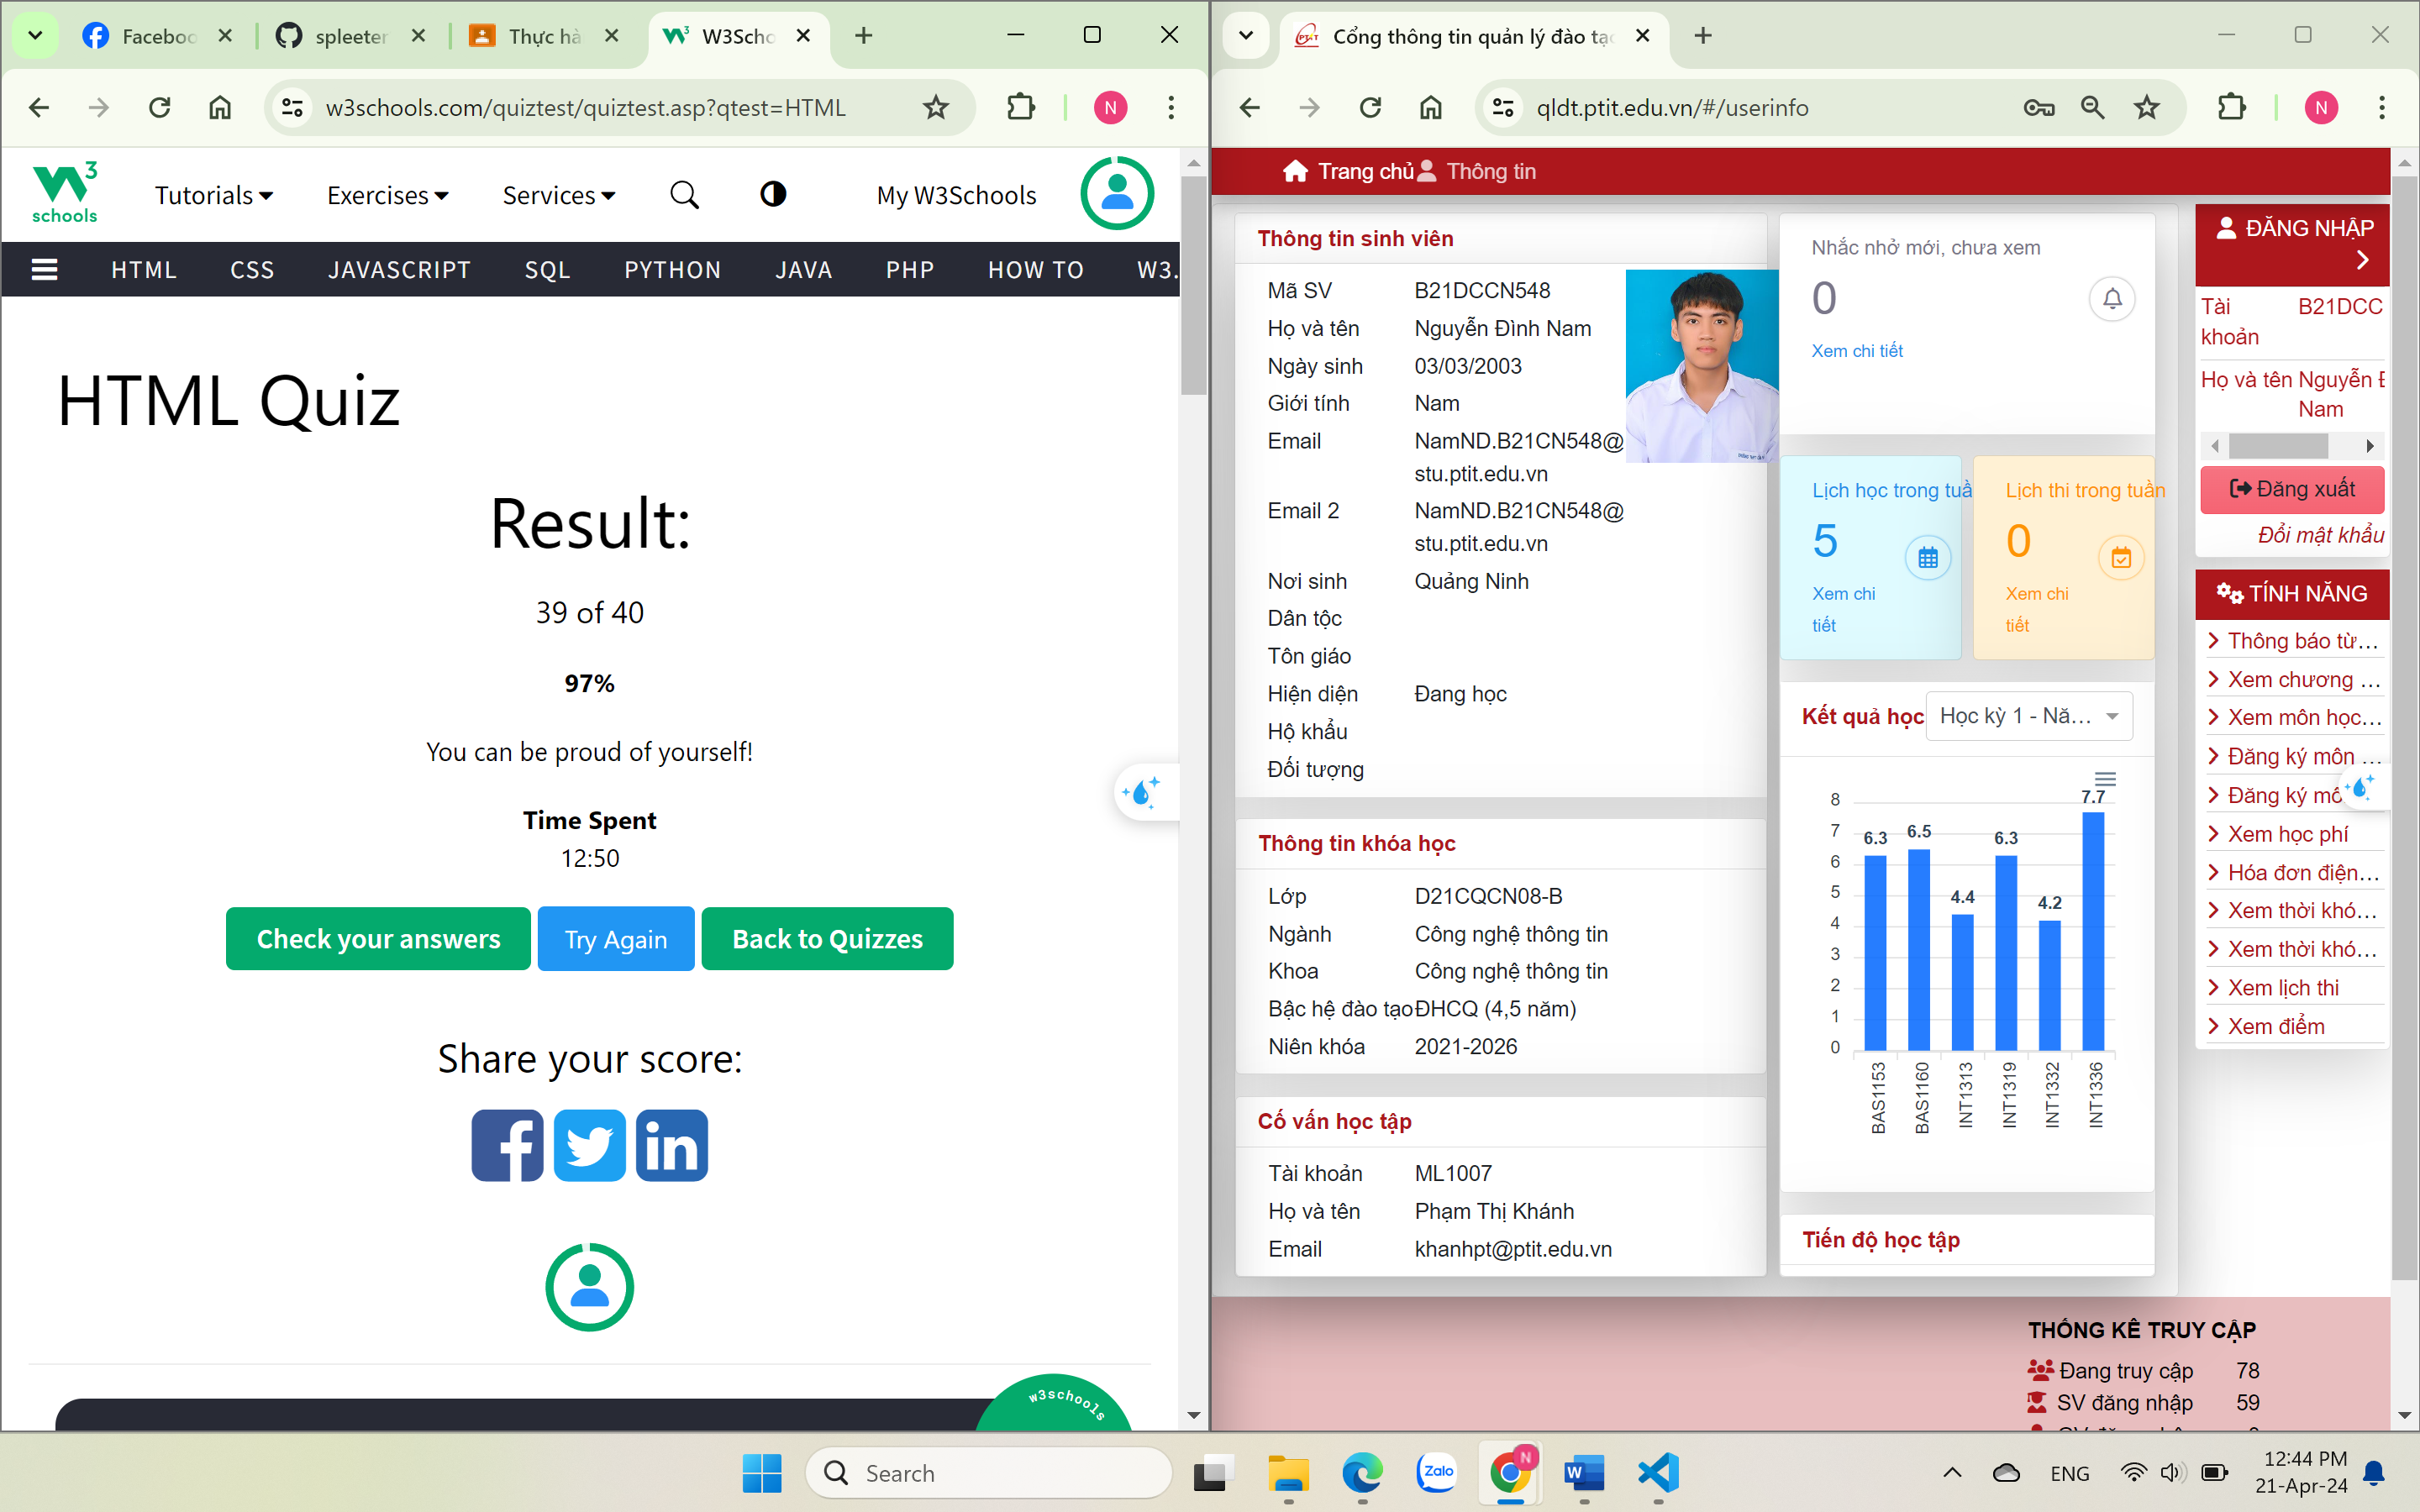 Faceboo
spleeter
Thực hà
W3Scho
w3schools.com/quiztest/quiztest.asp?qtest=HTML
N
W3
schools
Tutorials
Exercises
Services
My W3Schools
HTML
CSS
JAVASCRIPT
SQL
PYTHON
JAVA
PHP
HOW TO
W3.
HTML Quiz
Result:
39 of 40
97%
You can be proud of yourself!
Time Spent
12:50
Check your answers
Try Again
Back to Quizzes
Share your score:
w3schools
Cổng thông tin quản lý đào tạo
qldt.ptit.edu.vn/#/userinfo
N
Trang chủ
Thông tin
Thông tin sinh viên
Mã SV B21DCCN548
Họ và tên Nguyễn Đình Nam
Ngày sinh 03/03/2003
Giới tính Nam
Email NamND.B21CN548@
stu.ptit.edu.vn
Email 2 NamND.B21CN548@
stu.ptit.edu.vn
Nơi sinh Quảng Ninh
Dân tộc
Tôn giáo
Hiện diện Đang học
Hộ khẩu
Đối tượng
Thông tin khóa học
Lớp D21CQCN08-B
Ngành Công nghệ thông tin
Khoa Công nghệ thông tin
Bậc hệ đào tạo ĐHCQ (4,5 năm)
Niên khóa 2021-2026
Cố vấn học tập
Tài khoản ML1007
Họ và tên Phạm Thị Khánh
Email khanhpt@ptit.edu.vn
Nhắc nhở mới, chưa xem
0
Xem chi tiết
Lịch học trong tuầ
5
Xem chi
tiết
Lịch thi trong tuần
0
Xem chi
tiết
Kết quả học
Học kỳ 1 - Nă...
8
7
6
5
4
3
2
1
0
6.3
6.5
4.4
6.3
4.2
7.7
BAS1153
BAS1160
INT1313
INT1319
INT1332
INT1336
Tiến độ học tập
ĐĂNG NHẬP
Tài B21DCC
khoản
Họ và tên Nguyễn Đ
Nam
Đăng xuất
Đổi mật khẩu
TÍNH NĂNG
Thông báo từ...
Xem chương ...
Xem môn học...
Đăng ký môn ...
Đăng ký mô
Xem học phí
Hóa đơn điện...
Xem thời khó...
Xem thời khó...
Xem lịch thi
Xem điểm
THỐNG KÊ TRUY CẬP
Đang truy cập 78
SV đăng nhập 59
Search
Zalo
N
W
ENG
12:44 PM
21-Apr-24